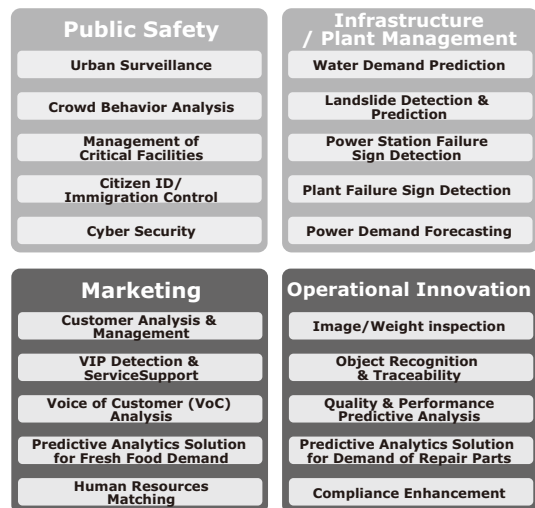 Public Safety
Urban Surveillance
Crowd Behavior Analysis
Management of
Critical Facilities
Citizen ID/
Immigration Control
Cyber Security
Infrastructure
/ Plant Management
Water Demand Prediction
Landslide Detection &
Prediction
Power Station Failure
Sign Detection
Plant Failure Sign Detection
Power Demand Forecasting
Marketing
Customer Analysis &
Management
VIP Detection &
ServiceSupport
Voice of Customer (VoC)
Analysis
Predictive Analytics Solution
for Fresh Food Demand
Human Resources
Matching
Operational Innovation
Image/Weight inspection
Object Recognition
& Traceability
Quality & Performance
Predictive Analysis
Predictive Analytics Solution
for Demand of Repair Parts
Compliance Enhancement